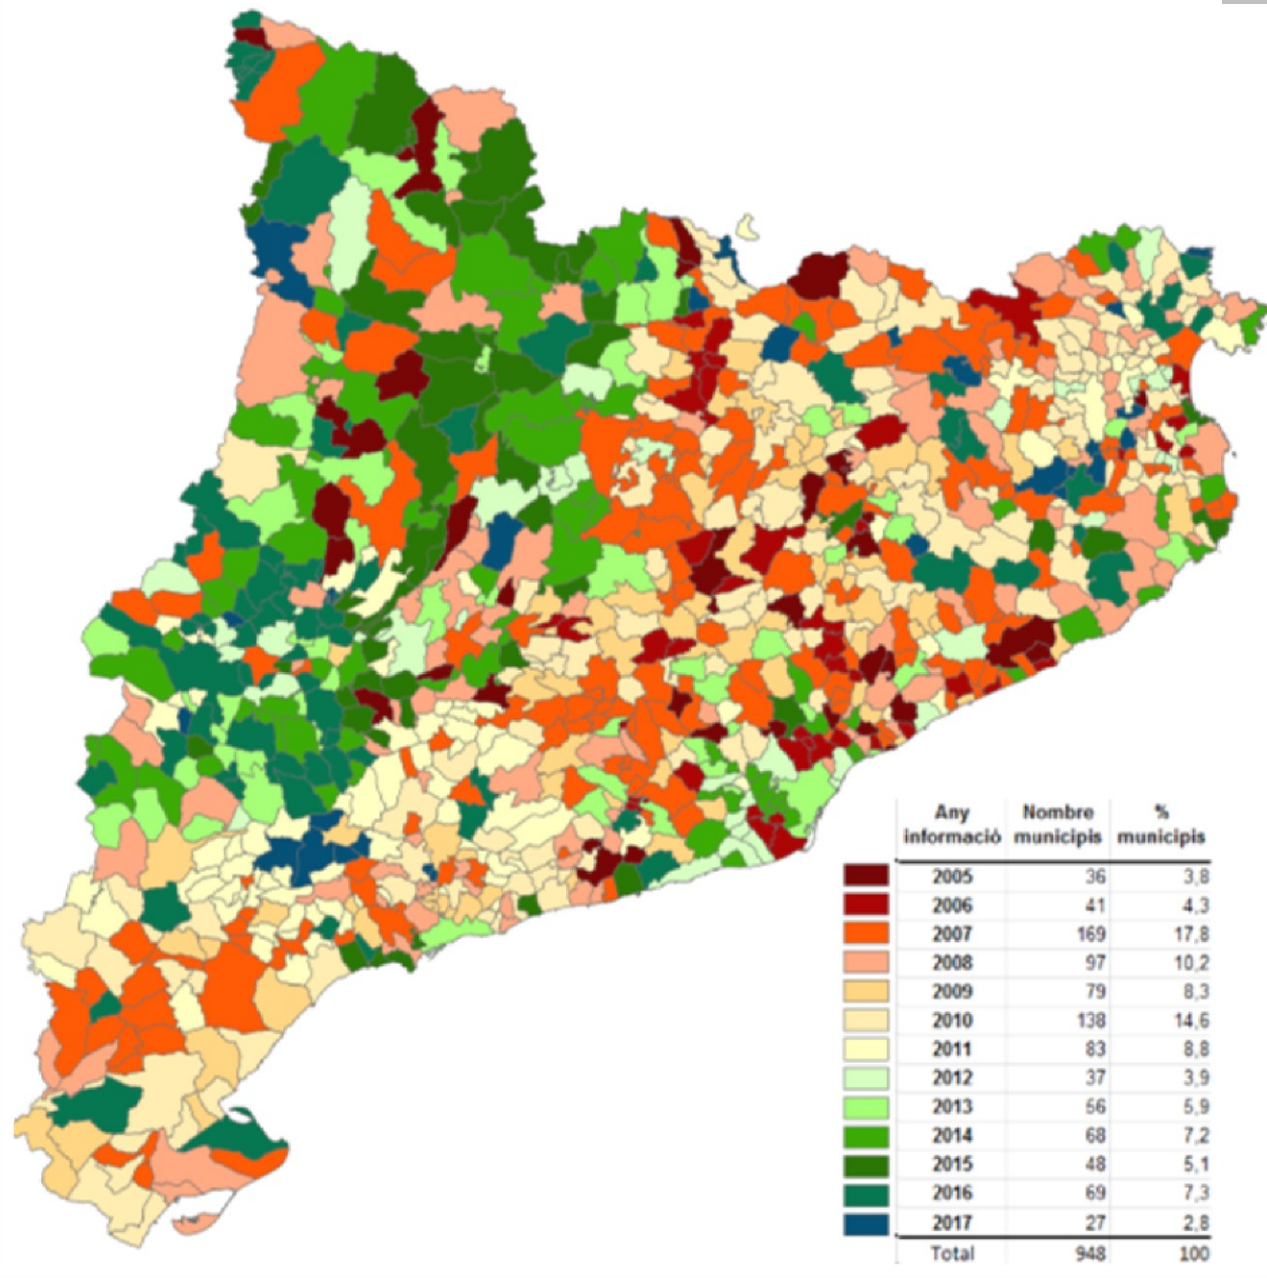 Any Nombre %
informació municipis municipis
2005 36 3,8
2006 41 4,3
2007 169 17,8
2008 97 10,2
2009 79 8,3
2010 138 14,6
2011 83 8,8
2012 37 3,9
2013 56 5,9
2014 68 7,2
2015 48 5,1
2016 69 7,3
2017 27 2,8
Total 948 100